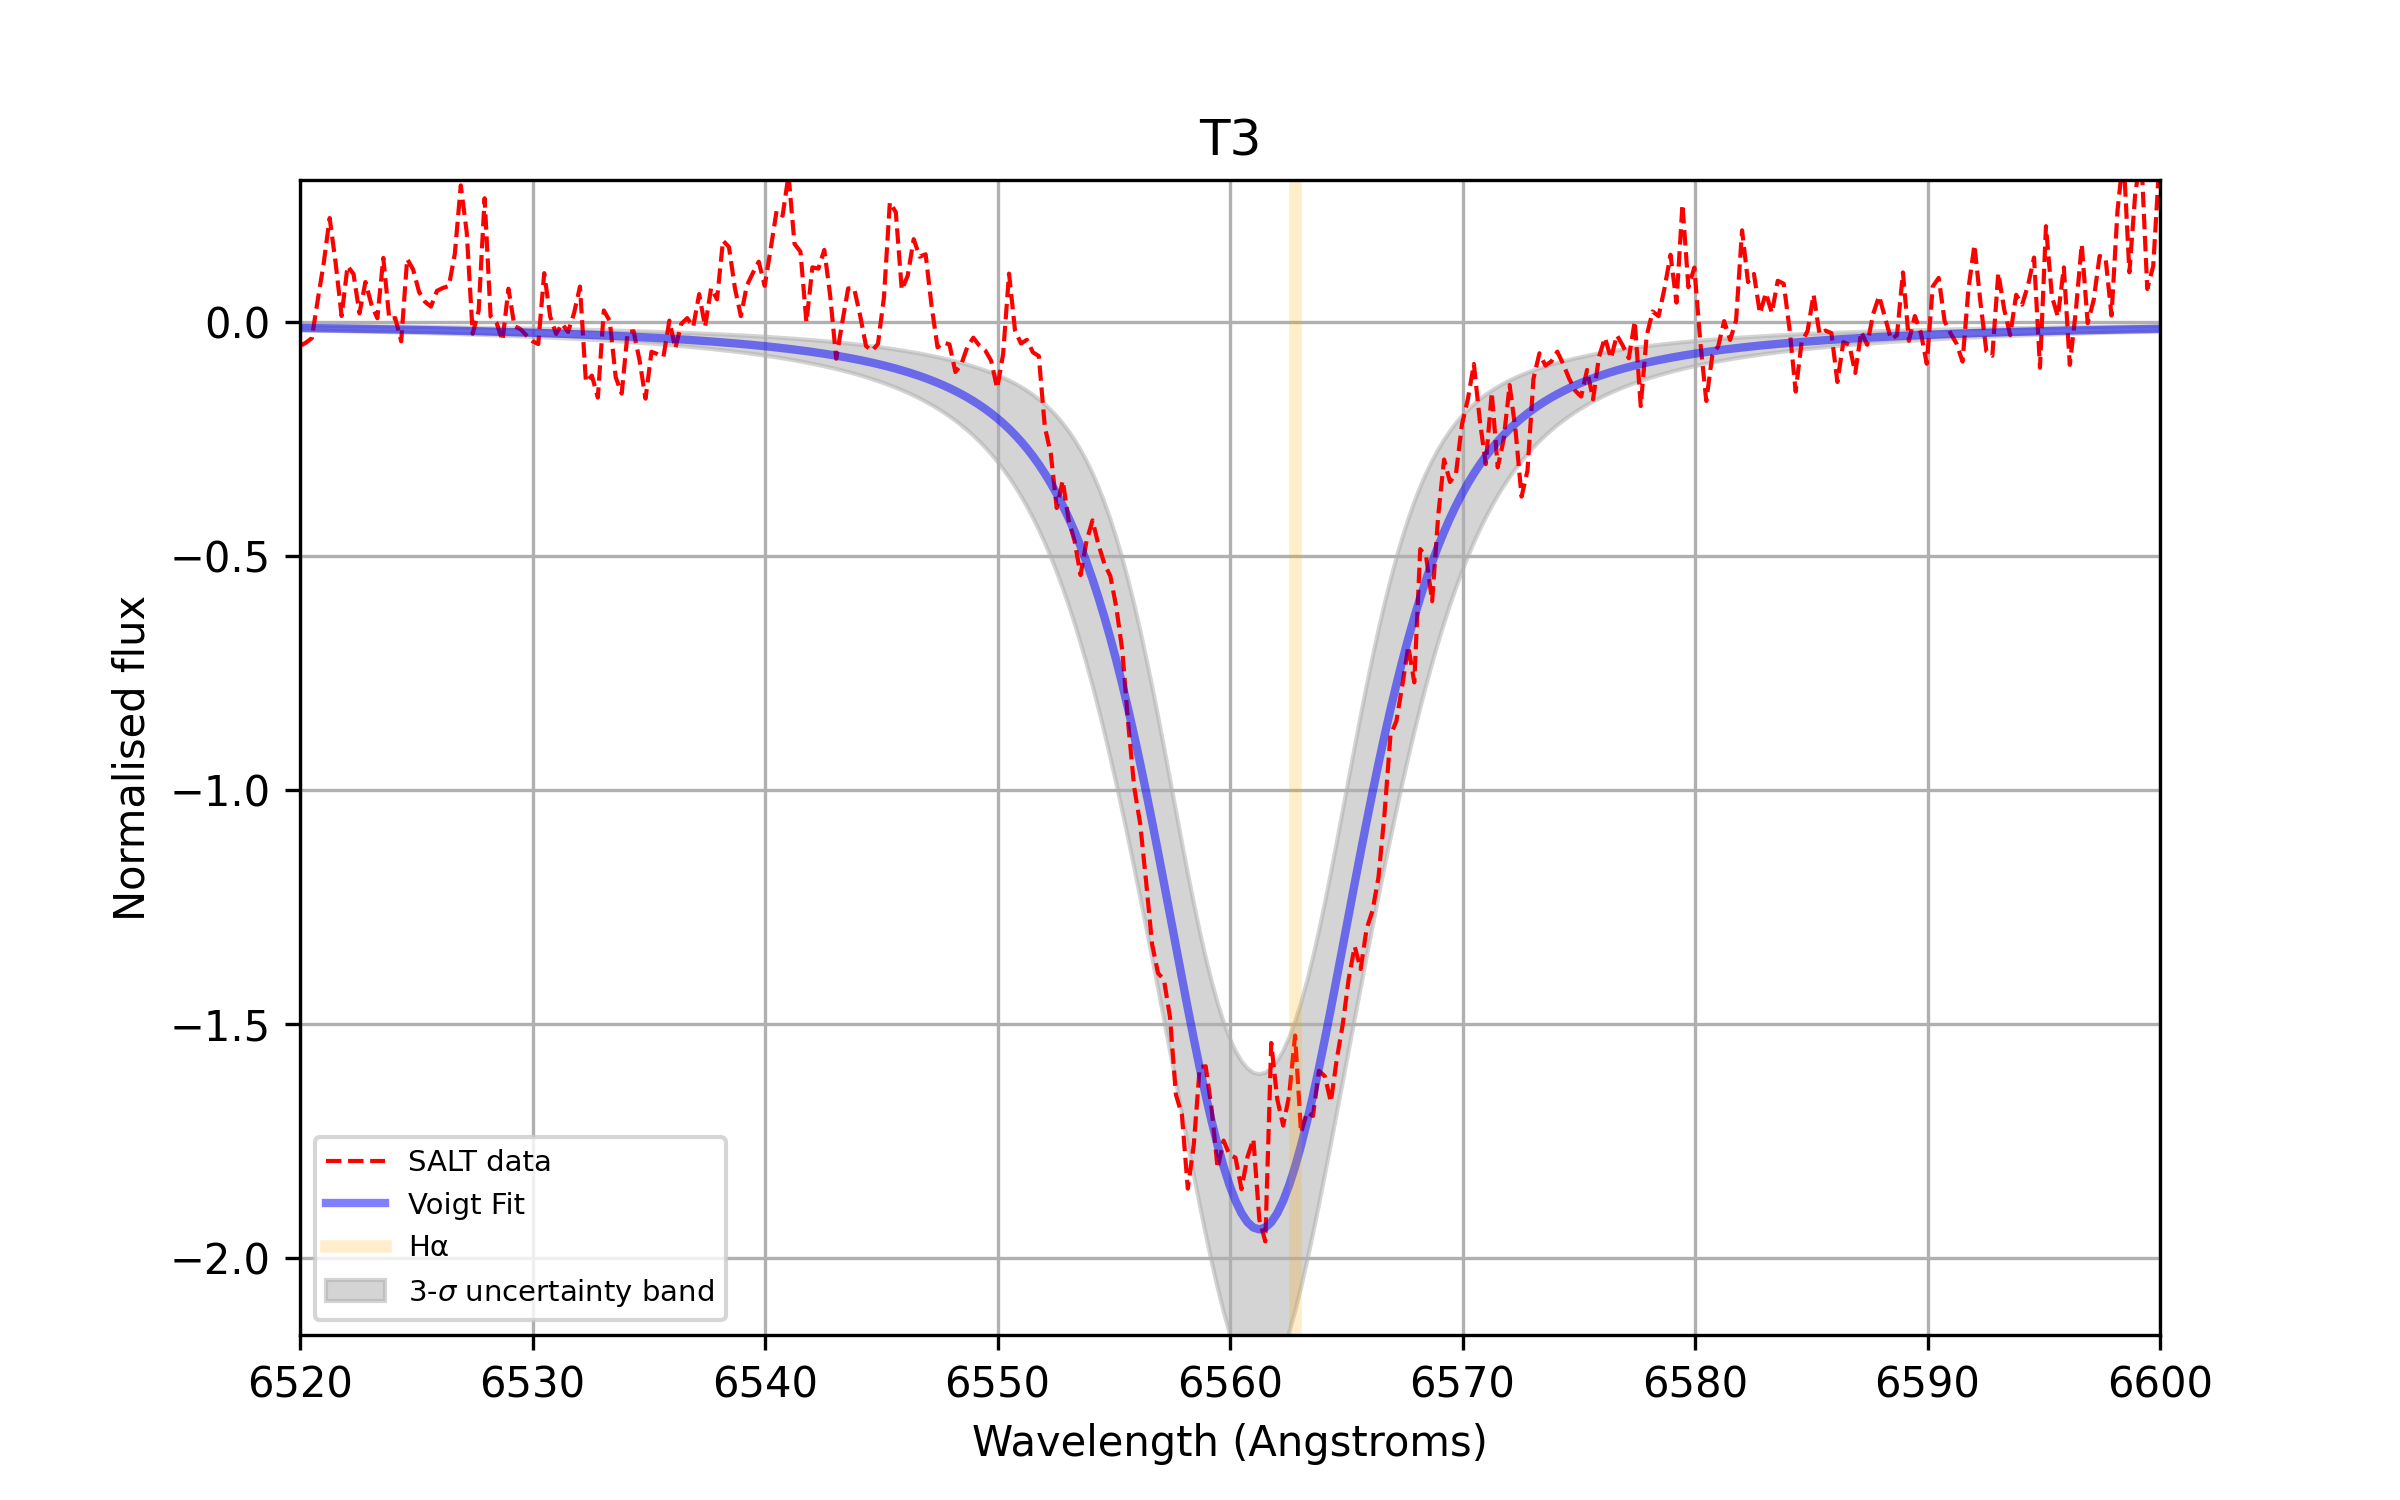 T3
0.0
−0.5
−1.0
−1.5
−2.0
Normalised flux
SALT data
Voigt Fit
Hα
3-σ uncertainty band
6520 6530 6540 6550 6560 6570 6580 6590 6600
Wavelength (Angstroms)